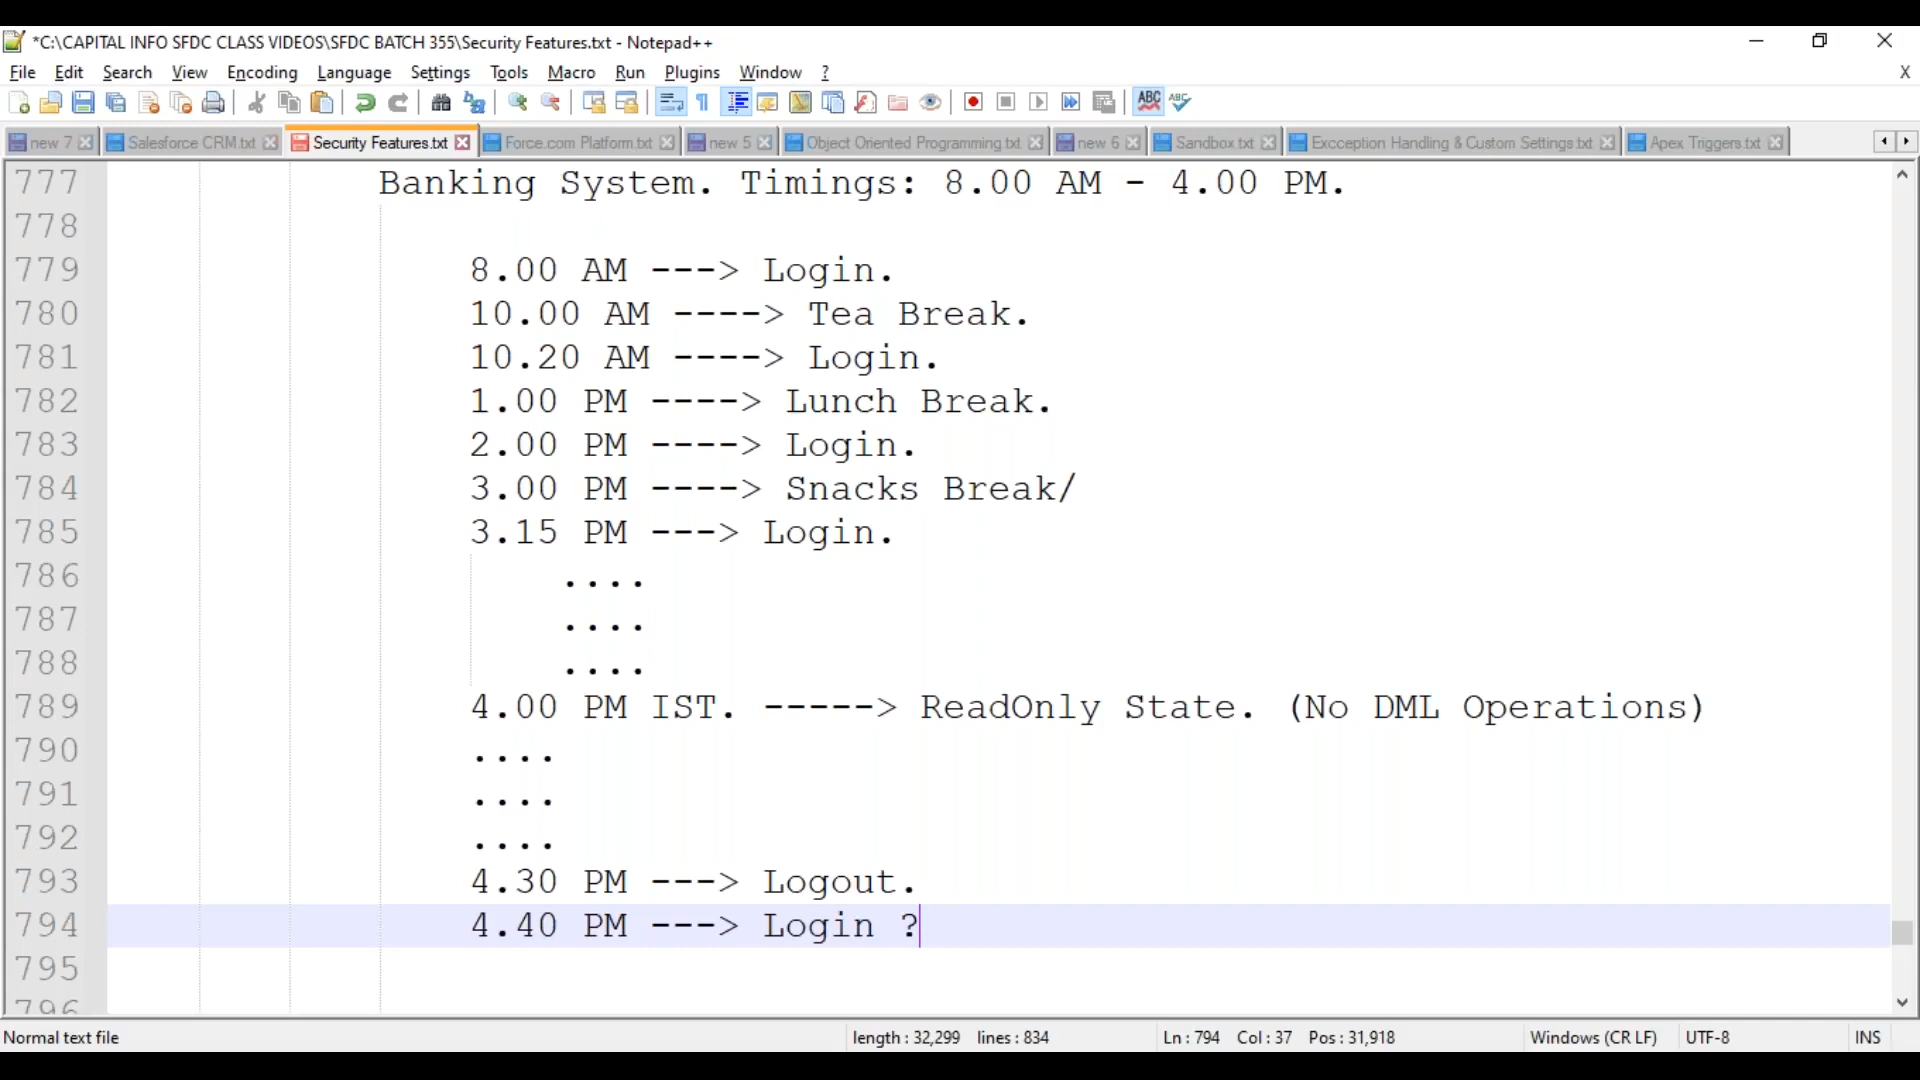 *C:\CAPITAL INFO SFDC CLASS VIDEOS\SFDC BATCH 355\Security Features.txt - Notepad++
File Edit Search View Encoding Language Settings Tools Macro Run Plugins Window ? X
new 7 Salesforce CRM.txt Security Features.txt Force.com Platform.txt new 5 Object Oriented Programming.txt new 6 Sandbox.txt Excception Handling & Custom Settings.txt Apex Triggers.txt
777 Banking System. Timings: 8.00 AM - 4.00 PM.
778
779 8.00 AM ---> Login.
780 10.00 AM ----> Tea Break.
781 10.20 AM ----> Login.
782 1.00 PM ----> Lunch Break.
783 2.00 PM ----> Login.
784 3.00 PM ----> Snacks Break/
785 3.15 PM ---> Login.
786 ....
787 ....
788 ....
789 4.00 PM IST. -----> ReadOnly State. (No DML Operations)
790 ....
791 ....
792 ....
793 4.30 PM ---> Logout.
794 4.40 PM ---> Login ?
795
796
Normal text file length : 32,299 lines : 834 Ln : 794 Col : 37 Pos : 31,918 Windows (CR LF) UTF-8 INS